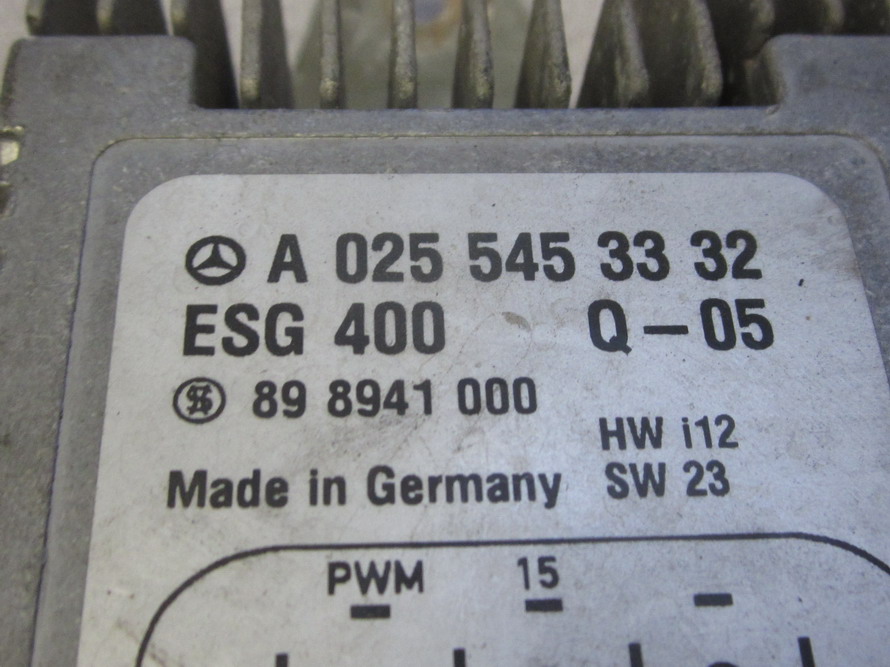 A 025 545 33 32
ESG 400 Q-05
89 8941 000
HW i12
Made in Germany SW 23
PWM 15